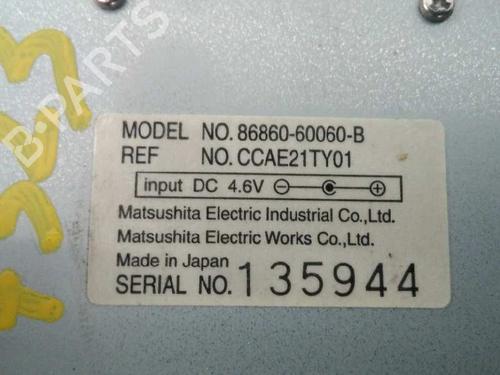 B-PARTS
MODEL NO. 86860-60060-B
REF NO. CCAE21TY01
input DC 4.6V
Matsushita Electric Industrial Co.,Ltd.
Matsushita Electric Works Co.,Ltd.
Made in Japan
SERIAL NO. 135944